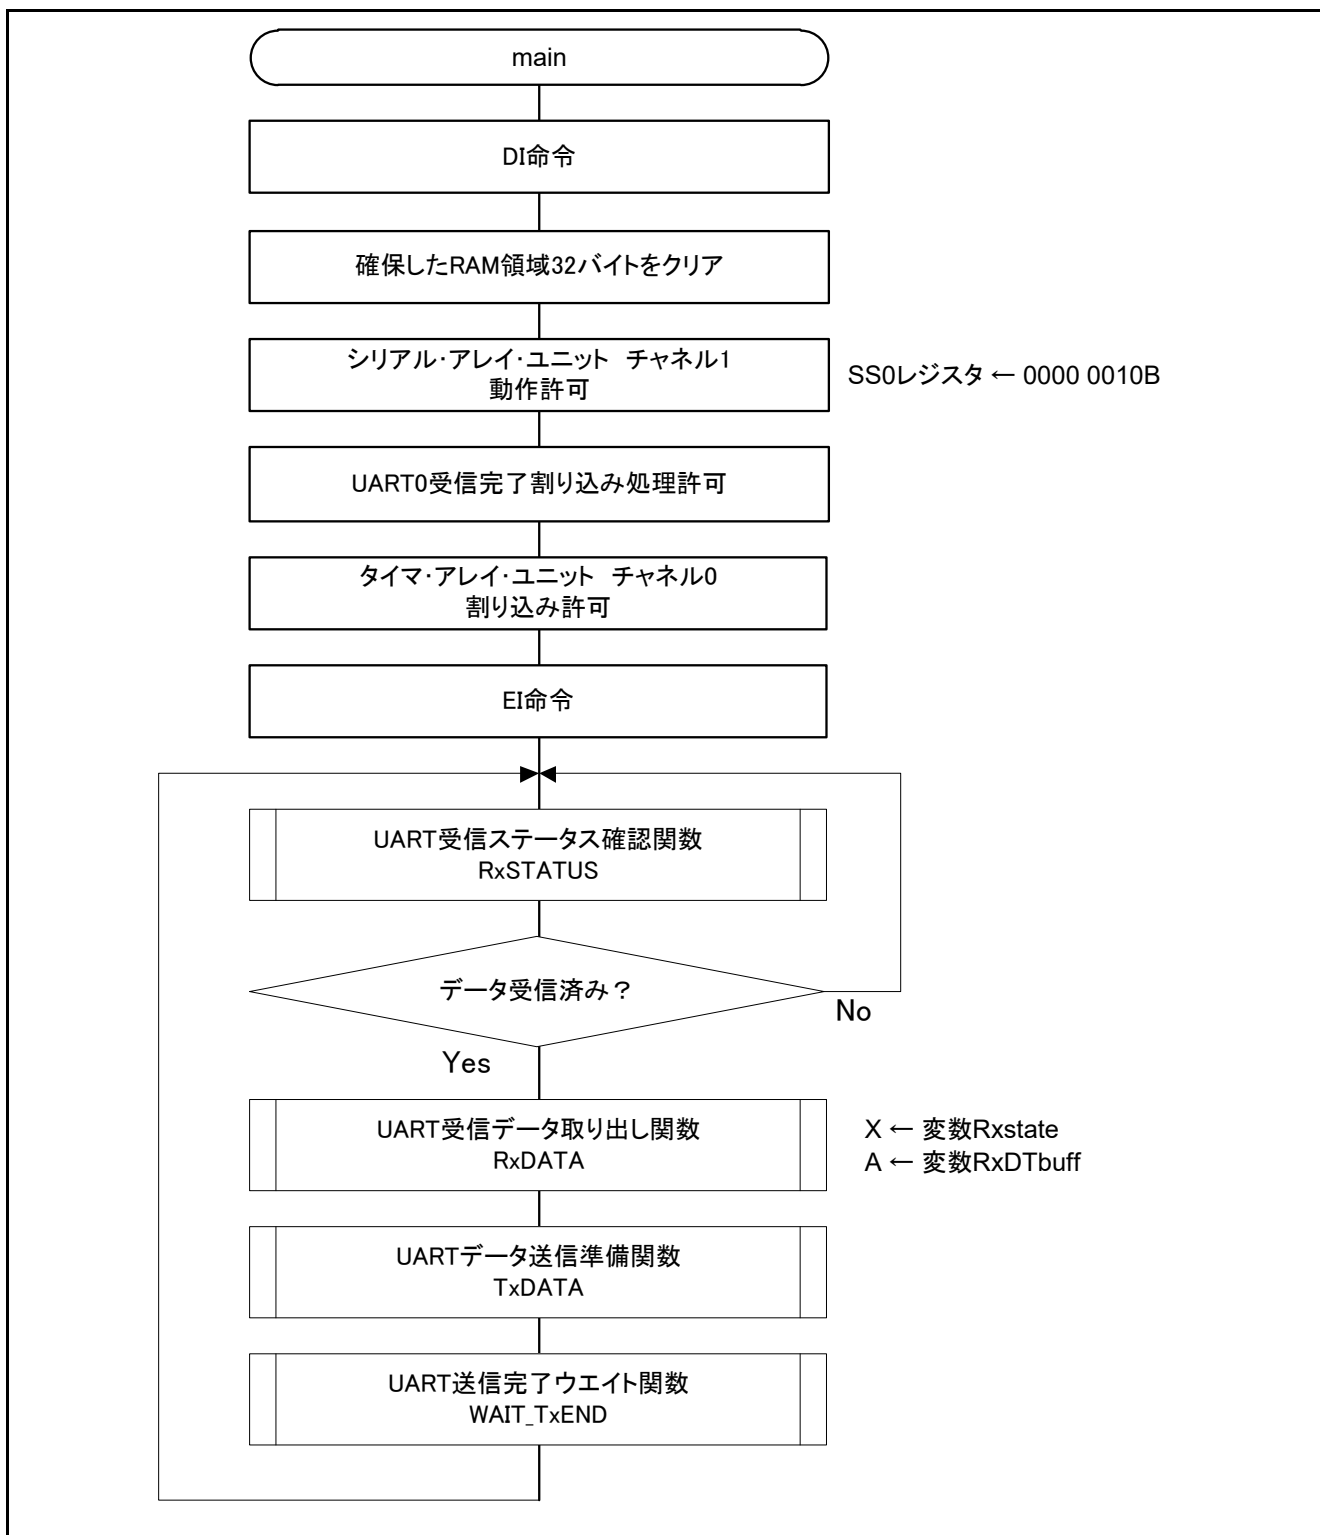 main
DI命令
確保したRAM領域32バイトをクリア
シリアル・アレイ・ユニット　チャネル1
動作許可
SS0レジスタ ← 0000 0010B
UART0受信完了割り込み処理許可
タイマ・アレイ・ユニット　チャネル0
割り込み許可
EI命令
UART受信ステータス確認関数
RxSTATUS
データ受信済み？
No
Yes
UART受信データ取り出し関数
RxDATA
X ← 変数Rxstate
A ← 変数RxDTbuff
UARTデータ送信準備関数
TxDATA
UART送信完了ウエイト関数
WAIT_TxEND